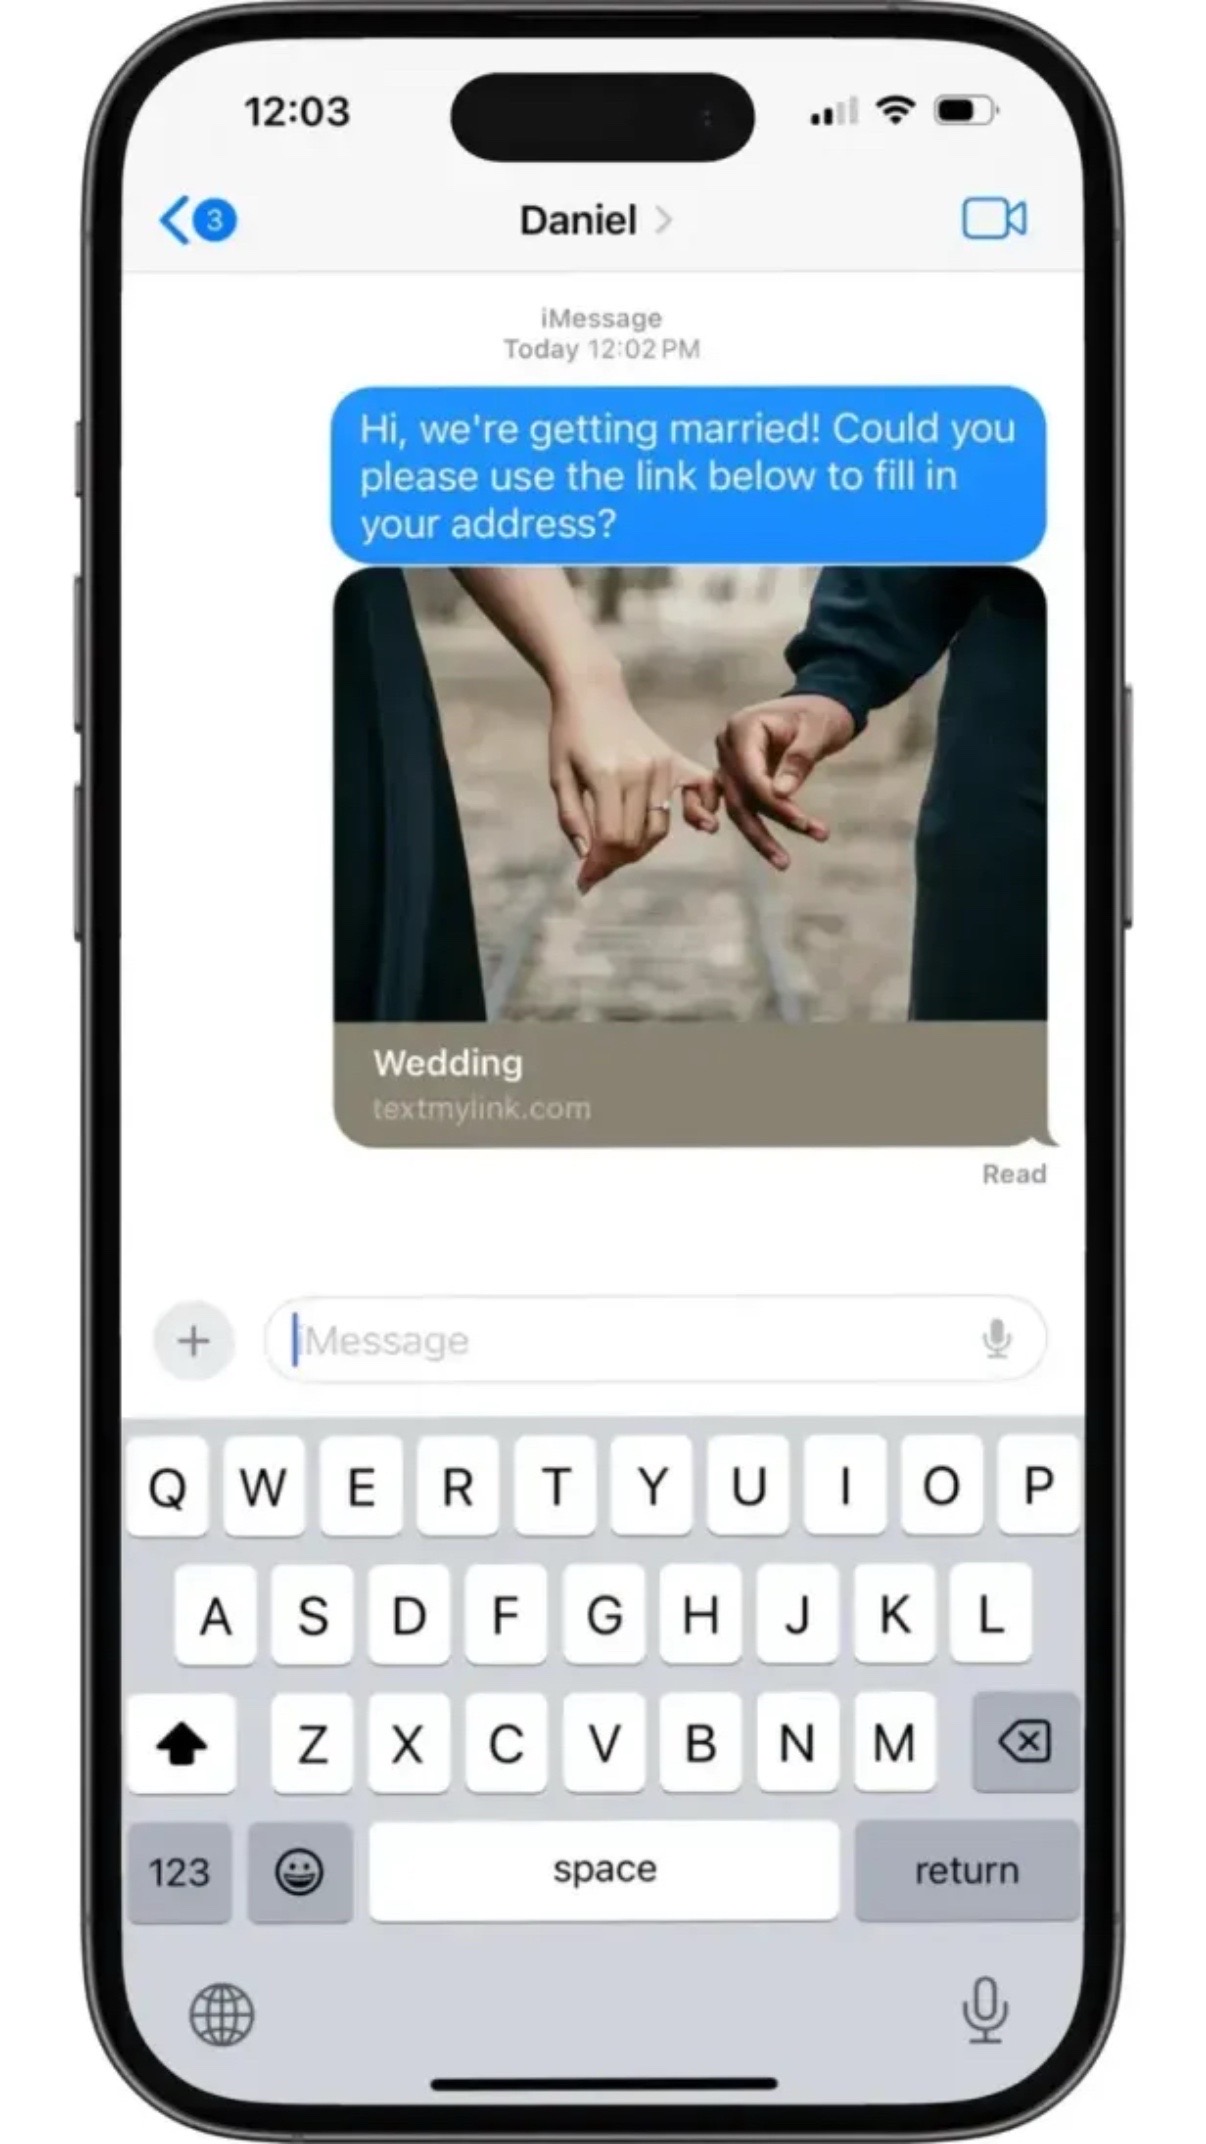 12:03
3
Daniel
iMessage
Today 12:02 PM
Hi, we're getting married! Could you
please use the link below to fill in
your address?
Wedding
textmylink.com
Read
iMessage
Q W E R T Y U I O P
A S D F G H J K L
Z X C V B N M
123 space return